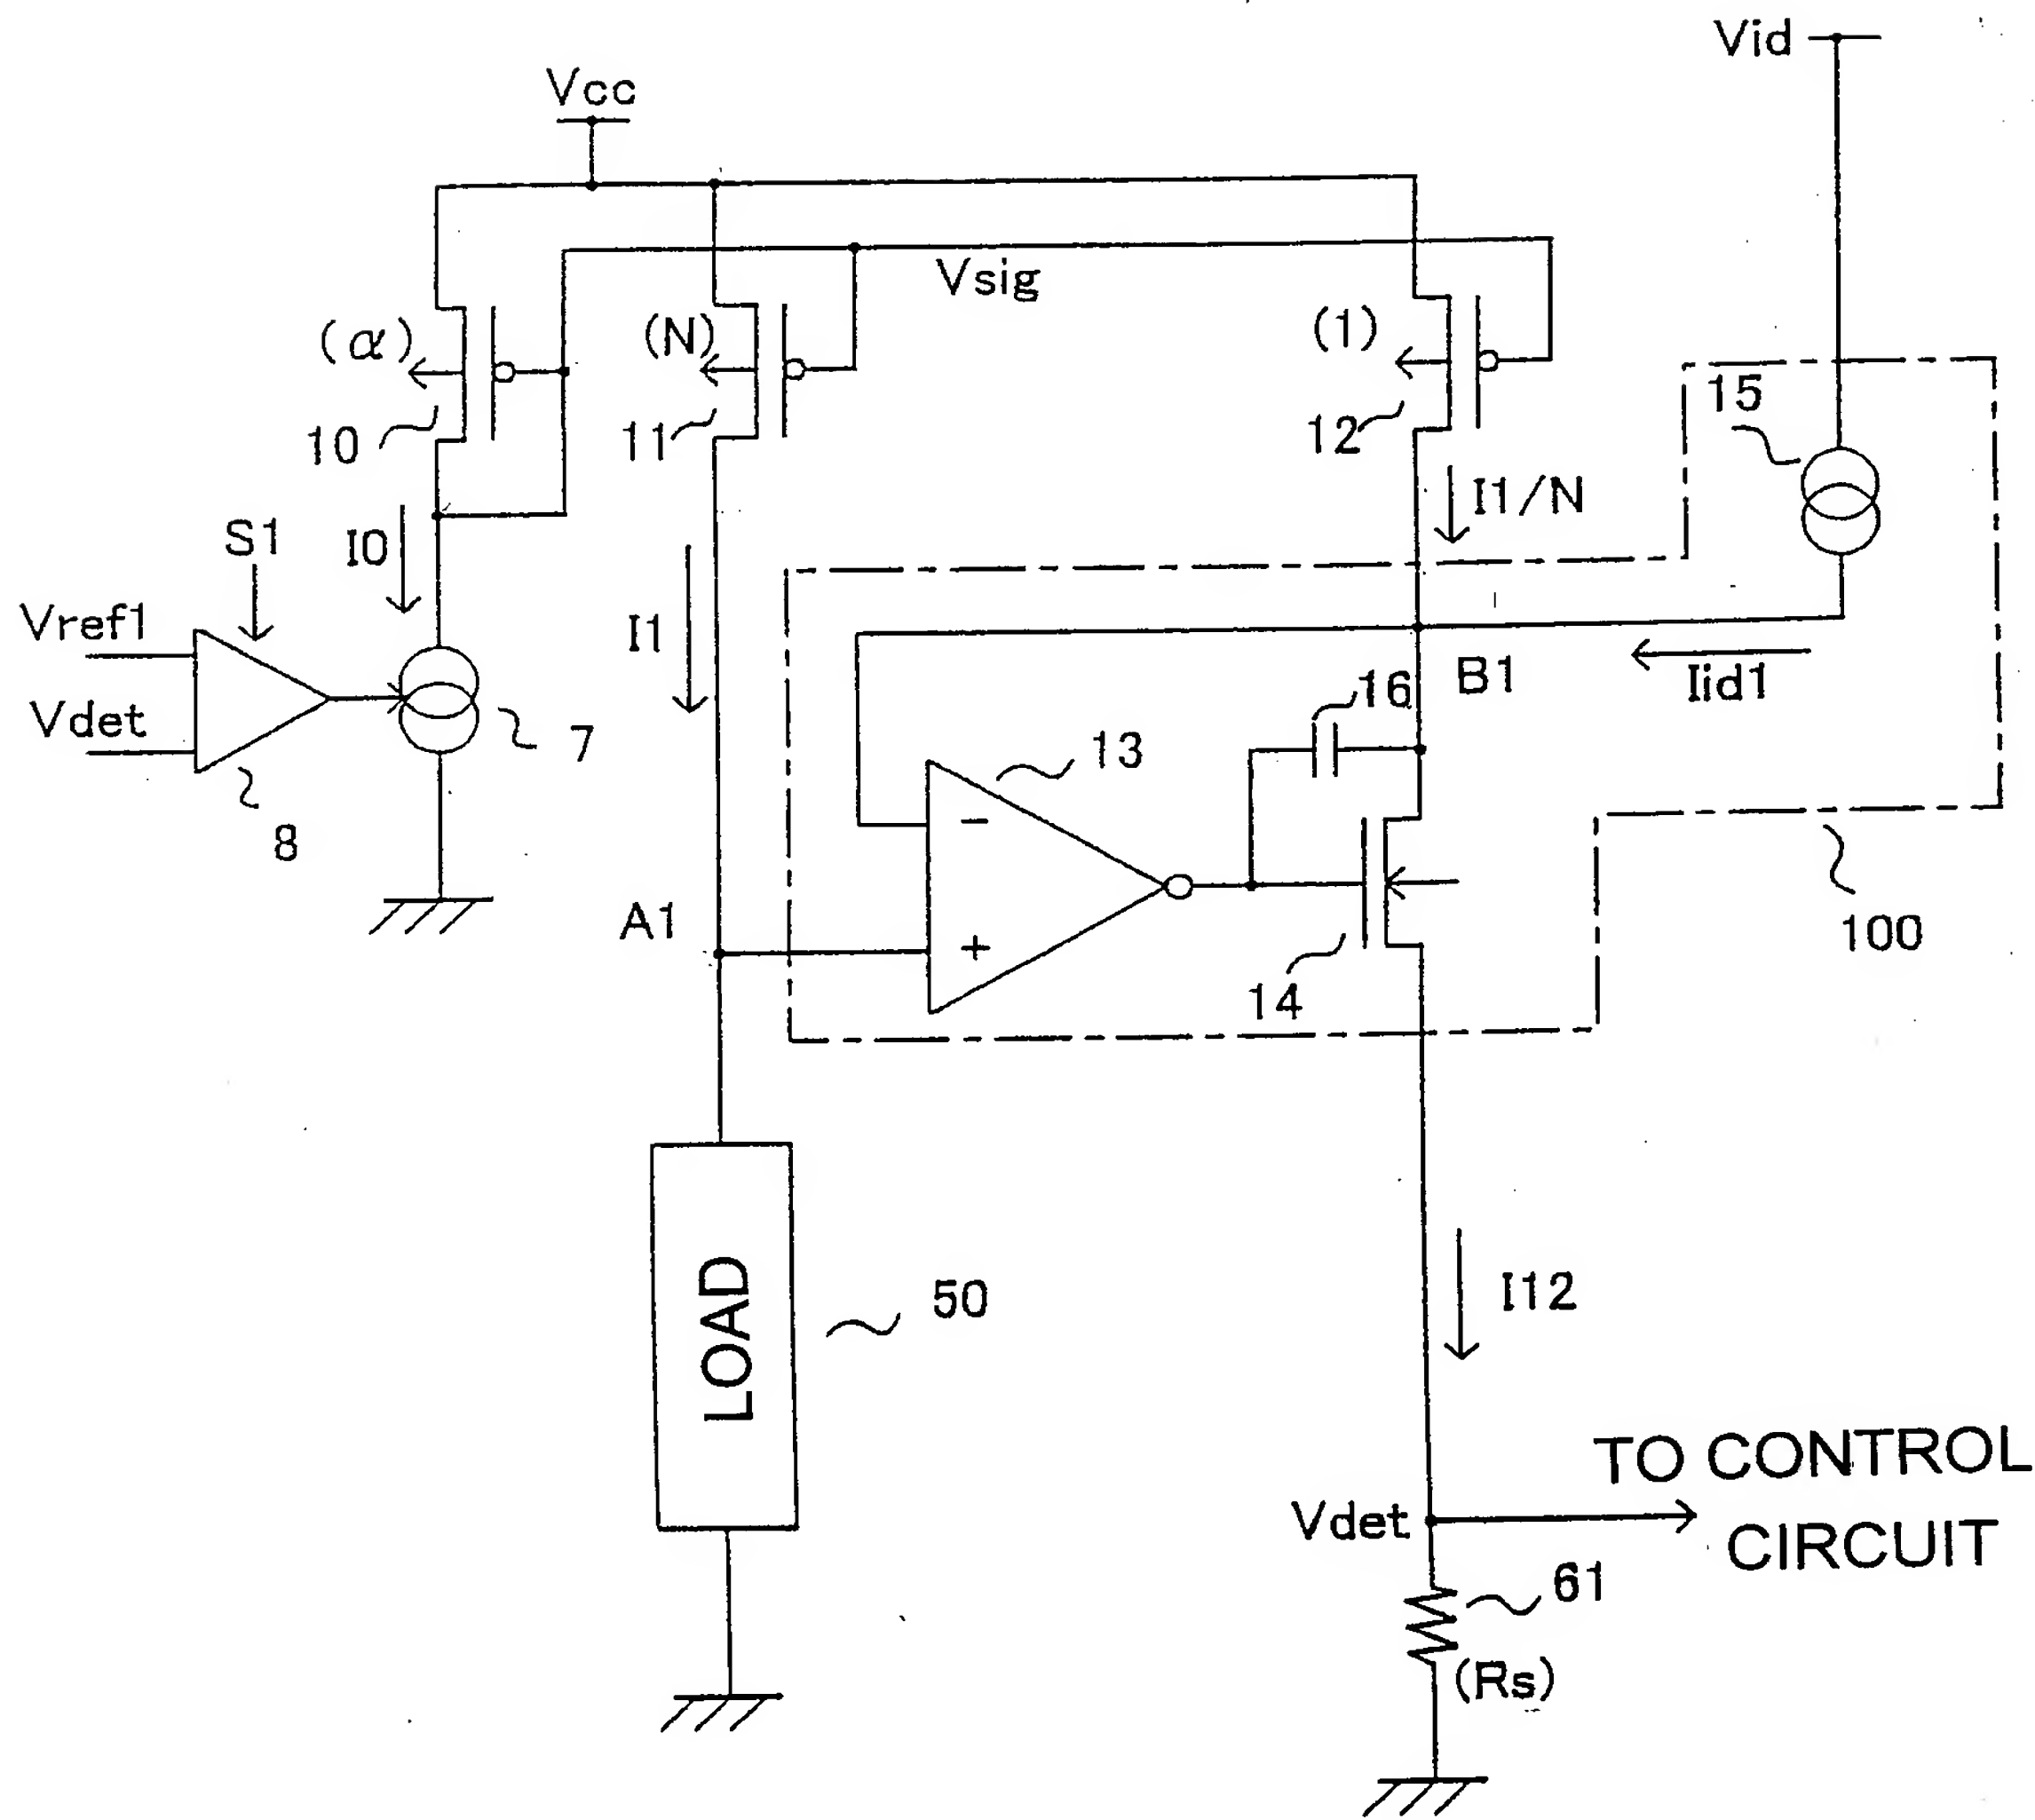 Vid
Vcc
Vsig
(α)
(N)
(1)
15
10
11
12
I1/N
S1
I0
Vref1
I1
B1
Iid1
16
Vdet
7
13
8
A1
14
100
LOAD
50
I12
TO CONTROL
Vdet
CIRCUIT
61
(Rs)
−
+